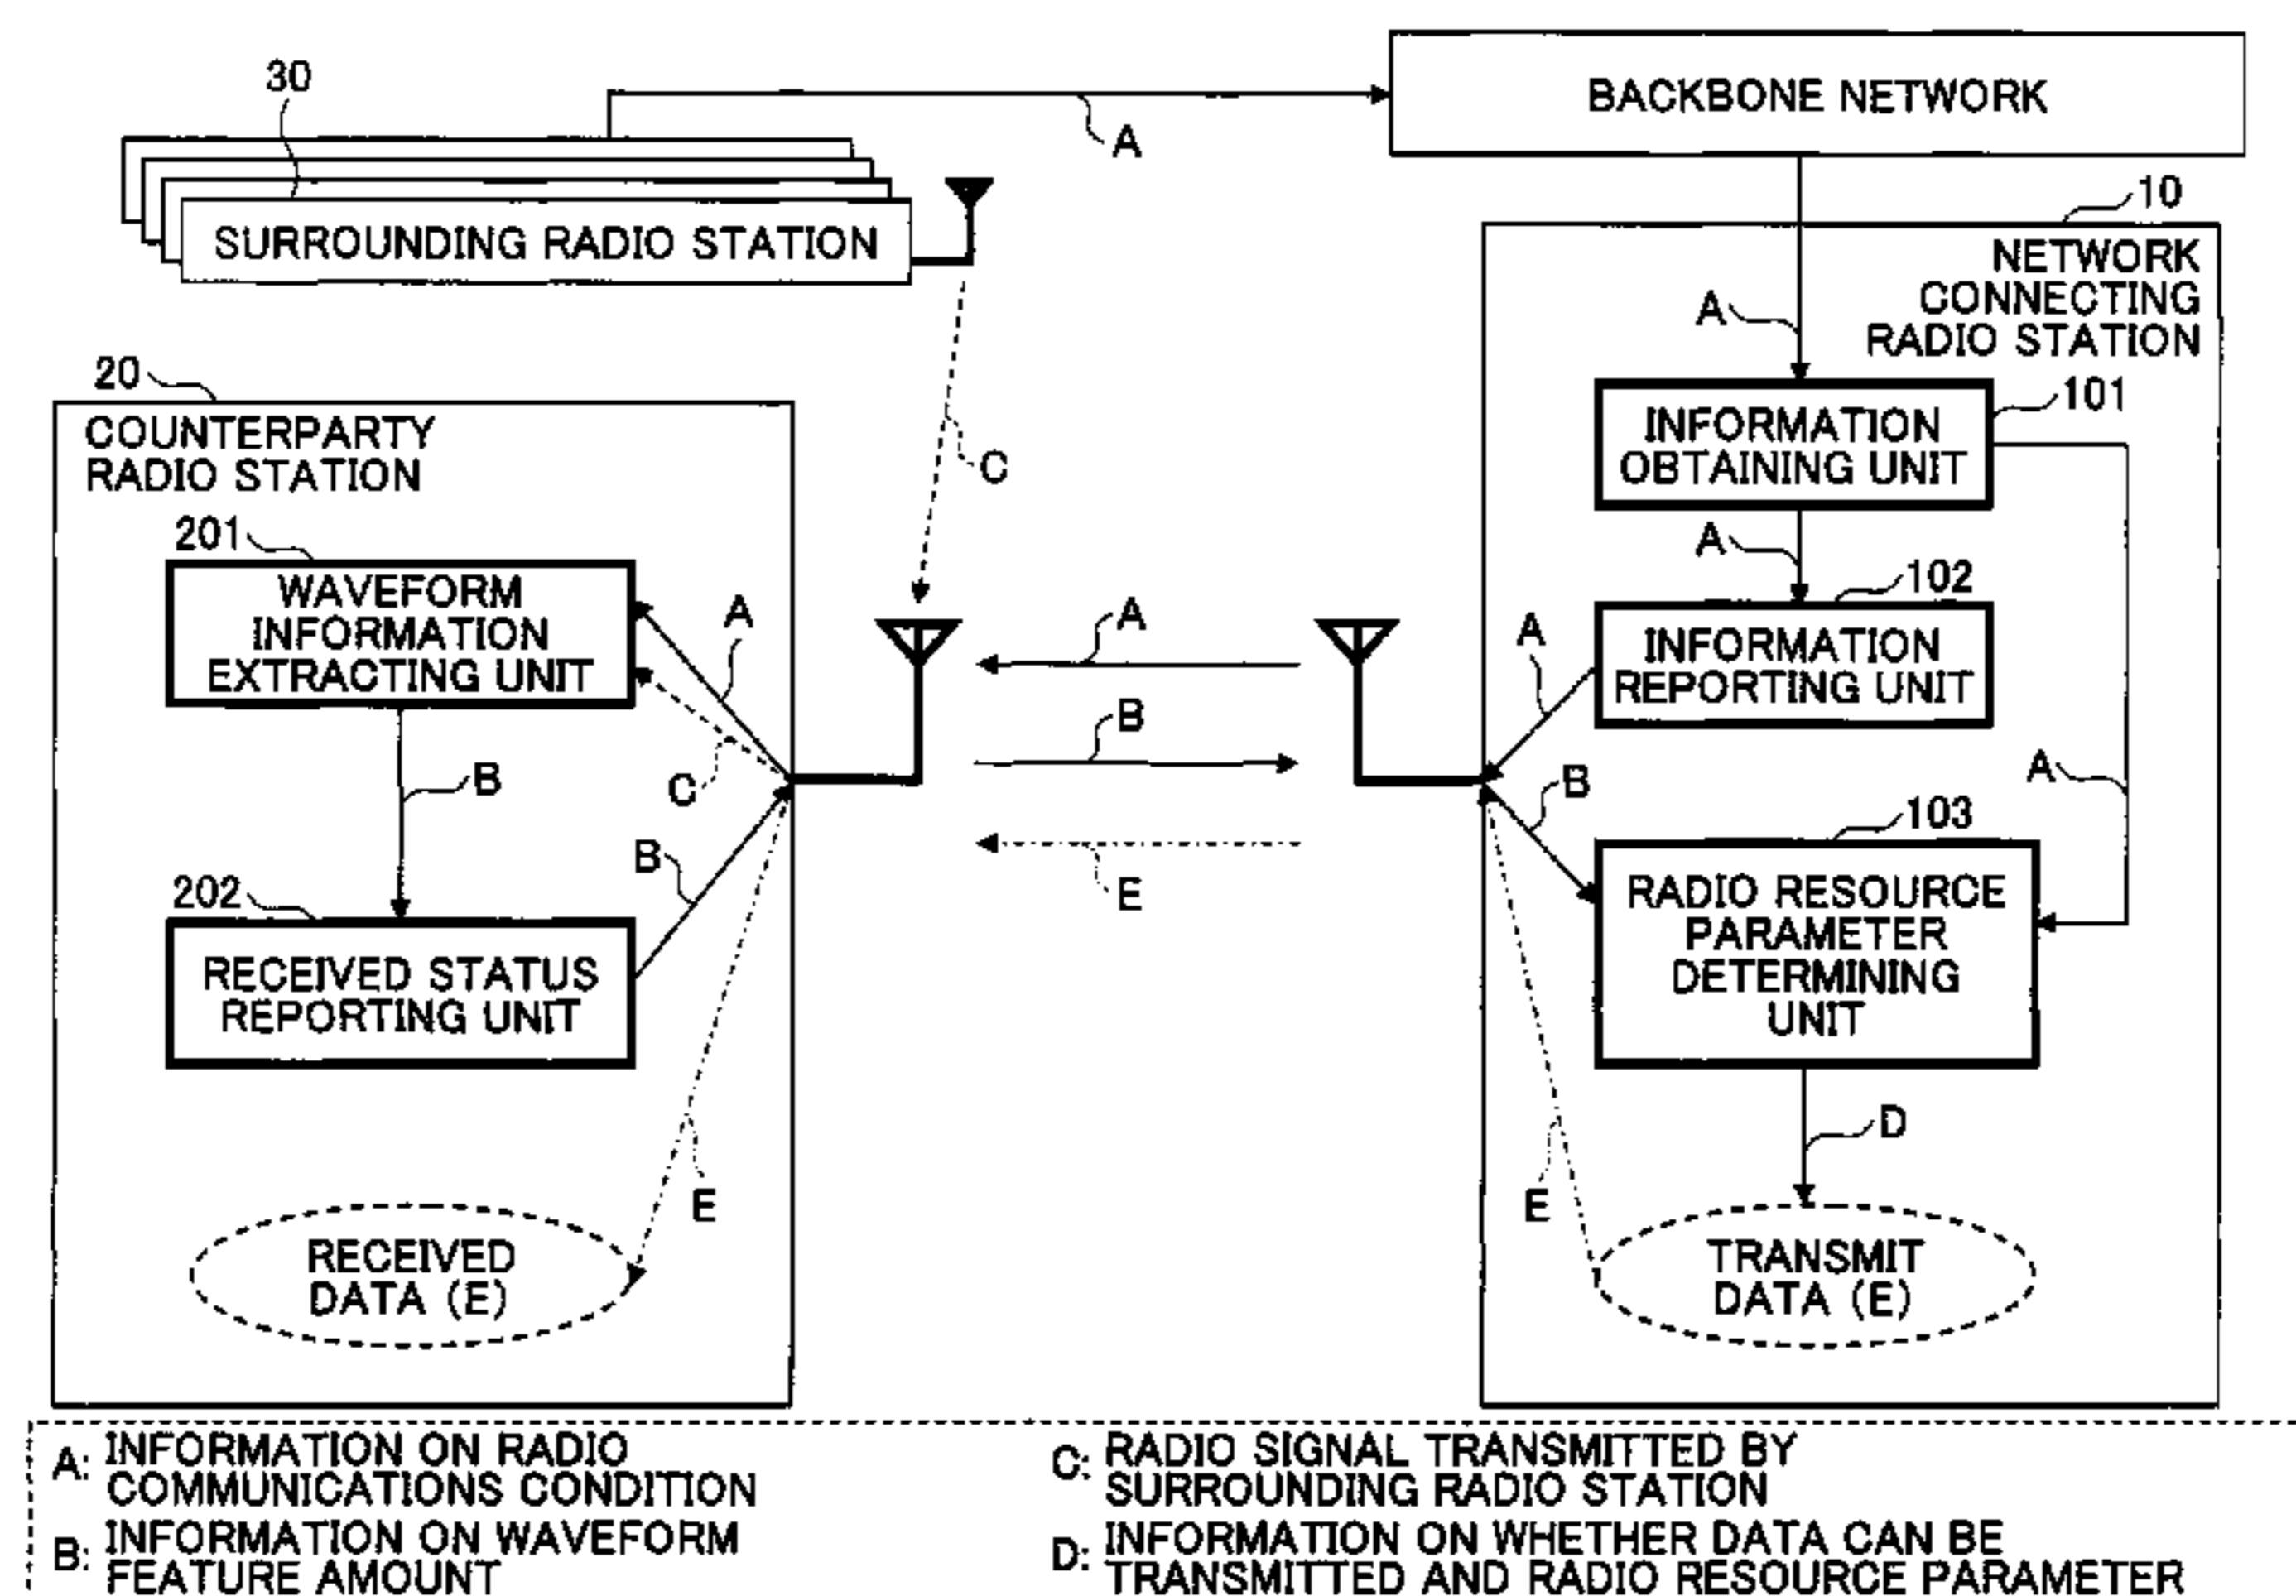 30
BACKBONE NETWORK
A
SURROUNDING RADIO STATION
10
NETWORK
CONNECTING
RADIO STATION
A
20
COUNTERPARTY
RADIO STATION
C
101
INFORMATION
OBTAINING UNIT
201
WAVEFORM
INFORMATION
EXTRACTING UNIT
A
C
A
A
102
INFORMATION
REPORTING UNIT
A
B
B
B
A
103
RADIO RESOURCE
PARAMETER
DETERMINING
UNIT
B
202
RECEIVED STATUS
REPORTING UNIT
E
D
E
E
RECEIVED
DATA (E)
TRANSMIT
DATA (E)
A: INFORMATION ON RADIO
COMMUNICATIONS CONDITION
B: INFORMATION ON WAVEFORM
FEATURE AMOUNT
C: RADIO SIGNAL TRANSMITTED BY
SURROUNDING RADIO STATION
D: INFORMATION ON WHETHER DATA CAN BE
TRANSMITTED AND RADIO RESOURCE PARAMETER